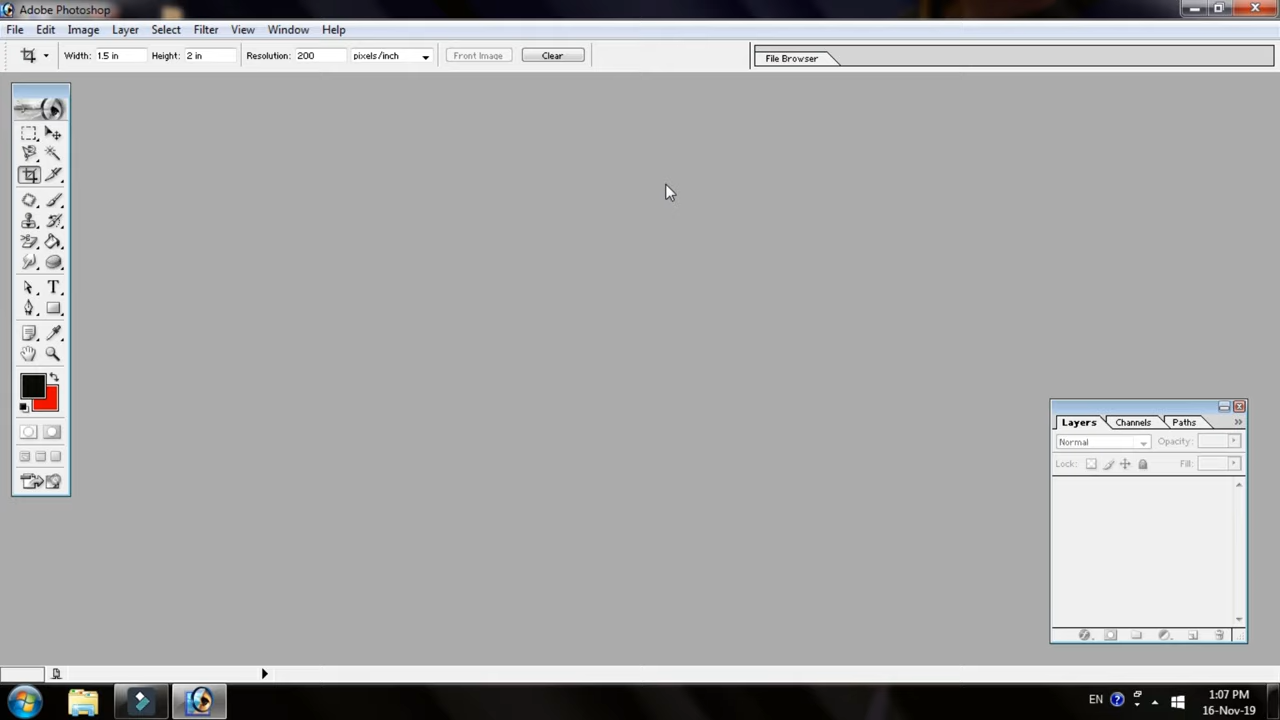 Adobe Photoshop
File Edit Image Layer Select Filter View Window Help
Width: 1.5 in Height: 2 in Resolution: 200 pixels/inch Front Image Clear File Browser
T
Layers Channels Paths
Normal Opacity:
Lock: Fill:
EN 1:07 PM
16-Nov-19